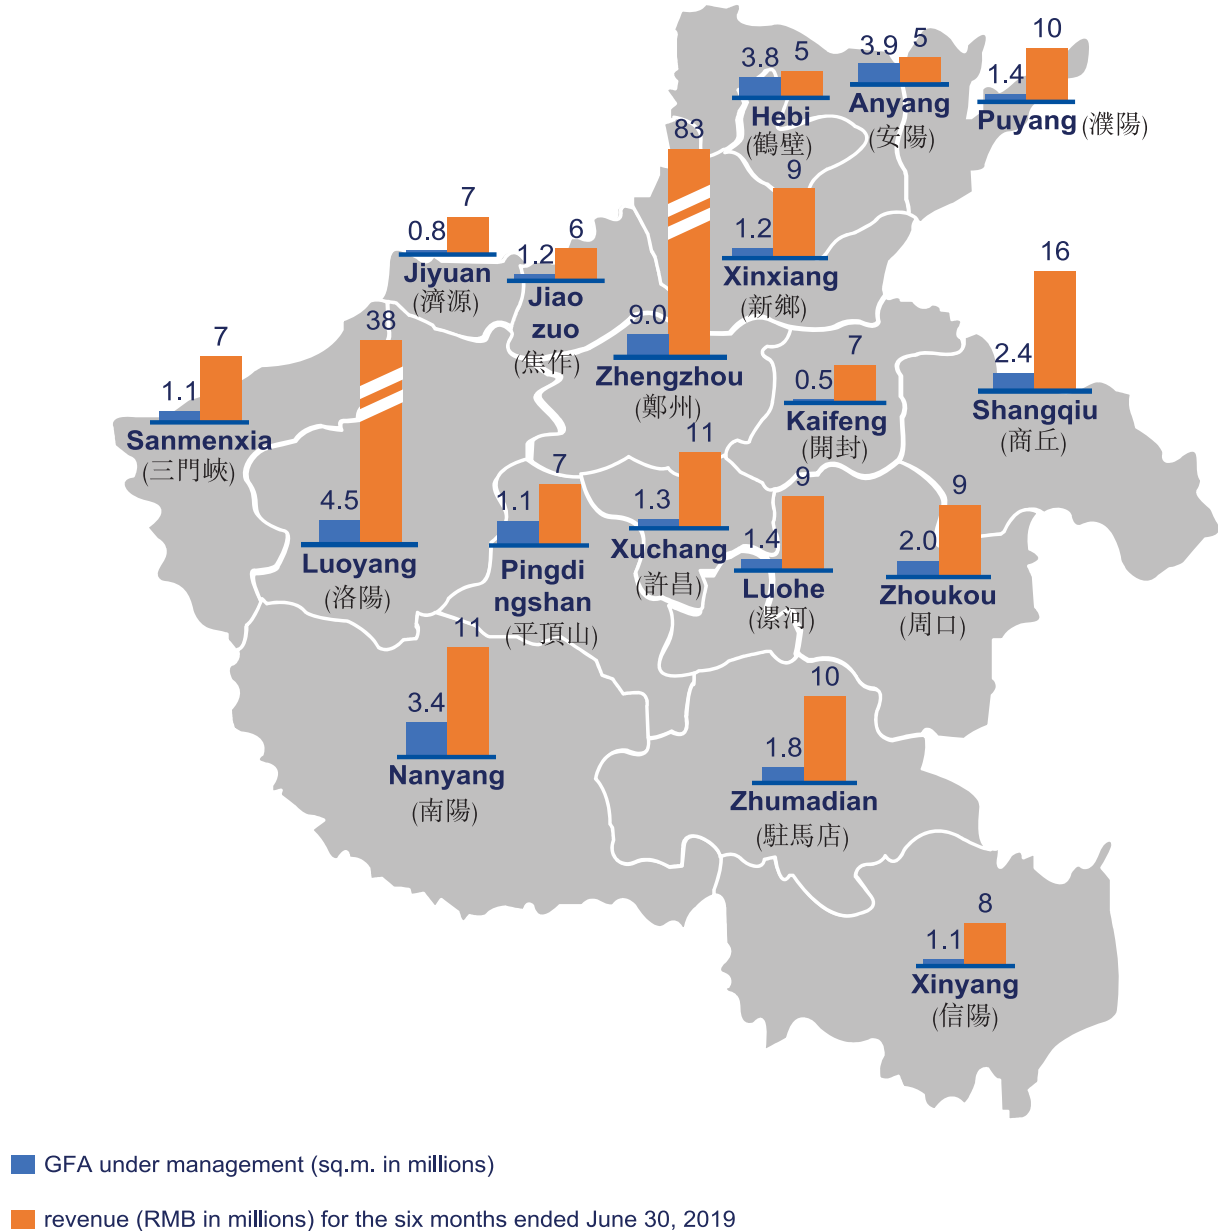 3.8 5
Hebi
(鶴壁)
3.9 5
Anyang
(安陽)
1.4 10
Puyang (濮陽)
9.0 83
Zhengzhou
(鄭州)
1.2 9
Xinxiang
(新鄉)
0.8 7
Jiyuan
(濟源)
1.2 6
Jiao
zuo
(焦作)
2.4 16
Shangqiu
(商丘)
1.1 7
Sanmenxia
(三門峽)
4.5 38
Luoyang
(洛陽)
0.5 7
Kaifeng
(開封)
1.1 7
Pingdi
ngshan
(平頂山)
1.3 11
Xuchang
(許昌)
1.4 9
Luohe
(漯河)
2.0 9
Zhoukou
(周口)
3.4 11
Nanyang
(南陽)
1.8 10
Zhumadian
(駐馬店)
1.1 8
Xinyang
(信陽)
GFA under management (sq.m. in millions)
revenue (RMB in millions) for the six months ended June 30, 2019